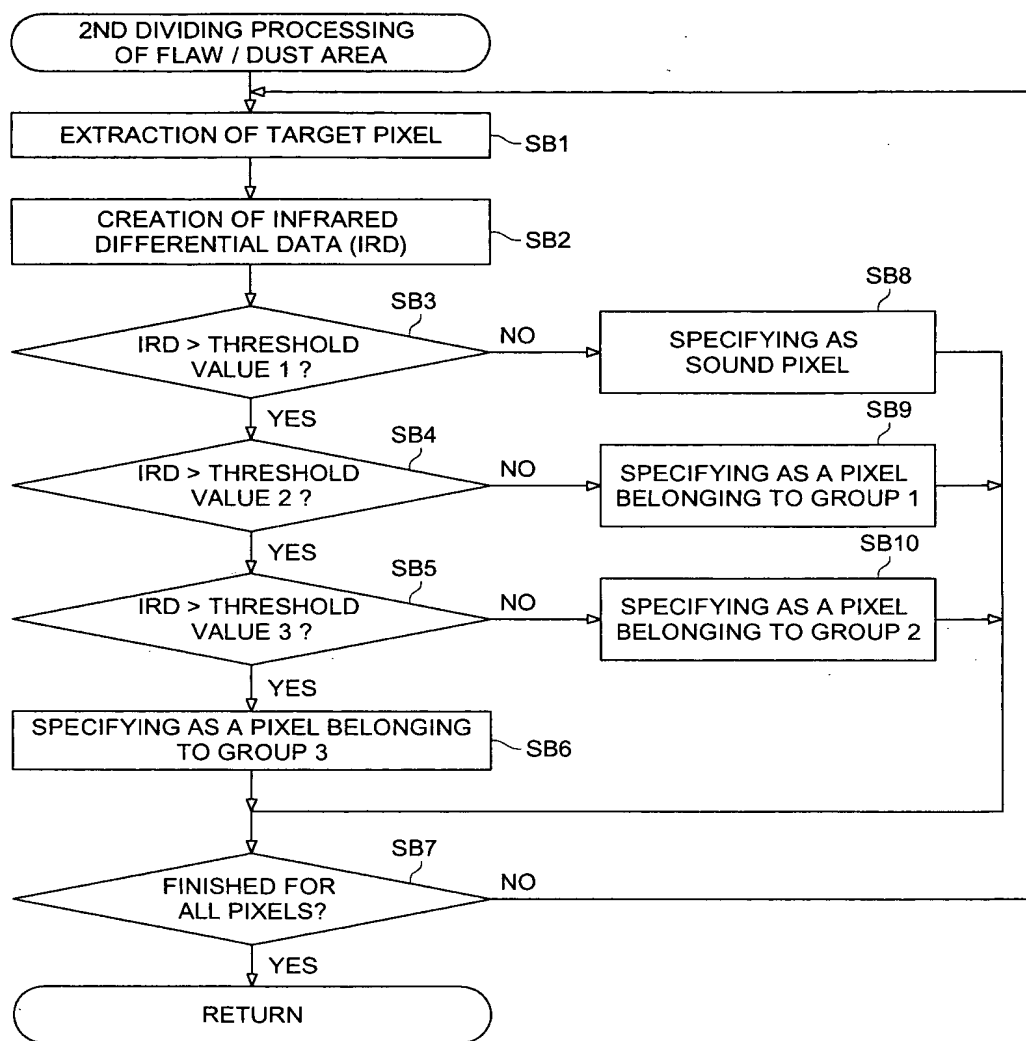 2ND DIVIDING PROCESSING
OF FLAW / DUST AREA
EXTRACTION OF TARGET PIXEL
SB1
CREATION OF INFRARED
DIFFERENTIAL DATA (IRD)
SB2
SB3
IRD > THRESHOLD
VALUE 1 ?
NO
SB8
SPECIFYING AS
SOUND PIXEL
YES
SB4
IRD > THRESHOLD
VALUE 2 ?
NO
SB9
SPECIFYING AS A PIXEL
BELONGING TO GROUP 1
YES
SB5
IRD > THRESHOLD
VALUE 3 ?
NO
SB10
SPECIFYING AS A PIXEL
BELONGING TO GROUP 2
YES
SPECIFYING AS A PIXEL BELONGING
TO GROUP 3
SB6
SB7
FINISHED FOR
ALL PIXELS?
NO
YES
RETURN